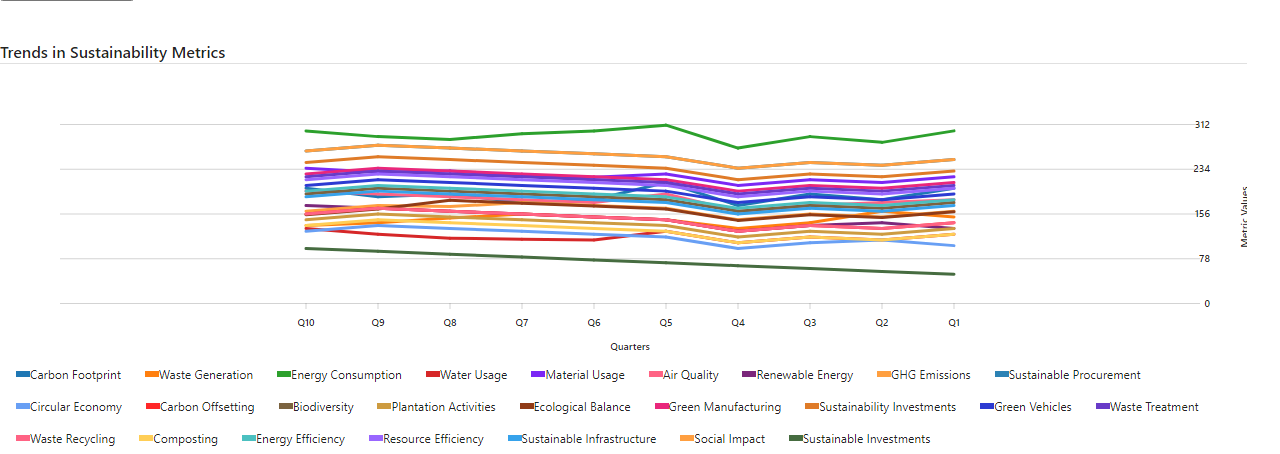 Trends in Sustainability Metrics
312
234
156
78
0
Metric Values
Q10 Q9 Q8 Q7 Q6 Q5 Q4 Q3 Q2 Q1
Quarters
Carbon Footprint Waste Generation Energy Consumption Water Usage Material Usage Air Quality Renewable Energy GHG Emissions Sustainable Procurement
Circular Economy Carbon Offsetting Biodiversity Plantation Activities Ecological Balance Green Manufacturing Sustainability Investments Green Vehicles Waste Treatment
Waste Recycling Composting Energy Efficiency Resource Efficiency Sustainable Infrastructure Social Impact Sustainable Investments